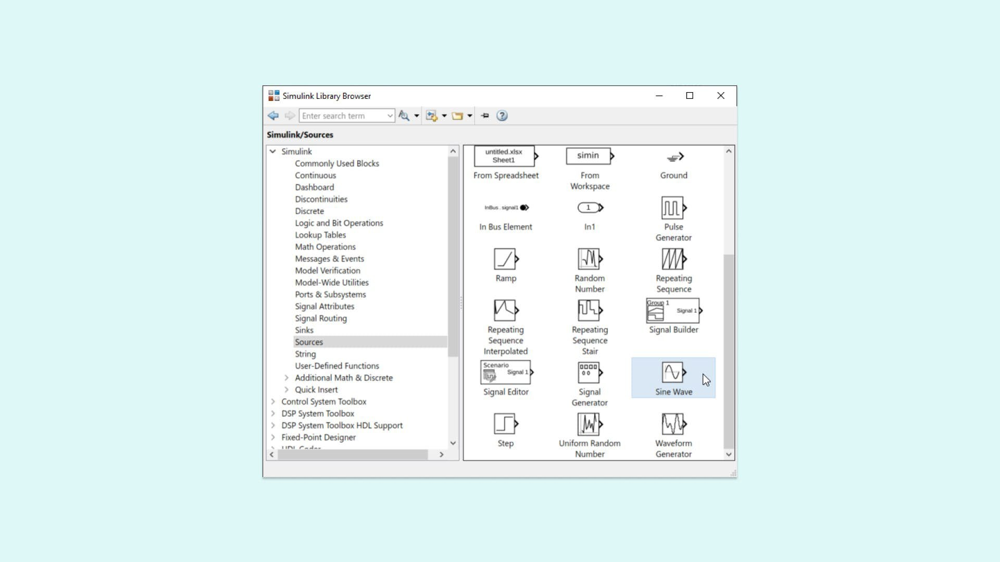 Simulink Library Browser
Enter search term
Simulink/Sources
Simulink
Commonly Used Blocks
Continuous
Dashboard
Discontinuities
Discrete
Logic and Bit Operations
Lookup Tables
Math Operations
Messages & Events
Model Verification
Model-Wide Utilities
Ports & Subsystems
Signal Attributes
Signal Routing
Sinks
Sources
String
User-Defined Functions
Additional Math & Discrete
Quick Insert
Control System Toolbox
DSP System Toolbox
DSP System Toolbox HDL Support
Fixed-Point Designer
HDL Coder
untitled.xlsx
Sheet1
From Spreadsheet
simin
From
Workspace
Ground
InBus . signal1
In Bus Element
1
In1
Pulse
Generator
Ramp
Random
Number
Repeating
Sequence
Repeating
Sequence
Interpolated
Repeating
Sequence
Stair
Group 1
Signal 1
Signal Builder
Scenario
Signal 1
Signal Editor
Signal
Generator
Sine Wave
Step
Uniform Random
Number
Waveform
Generator